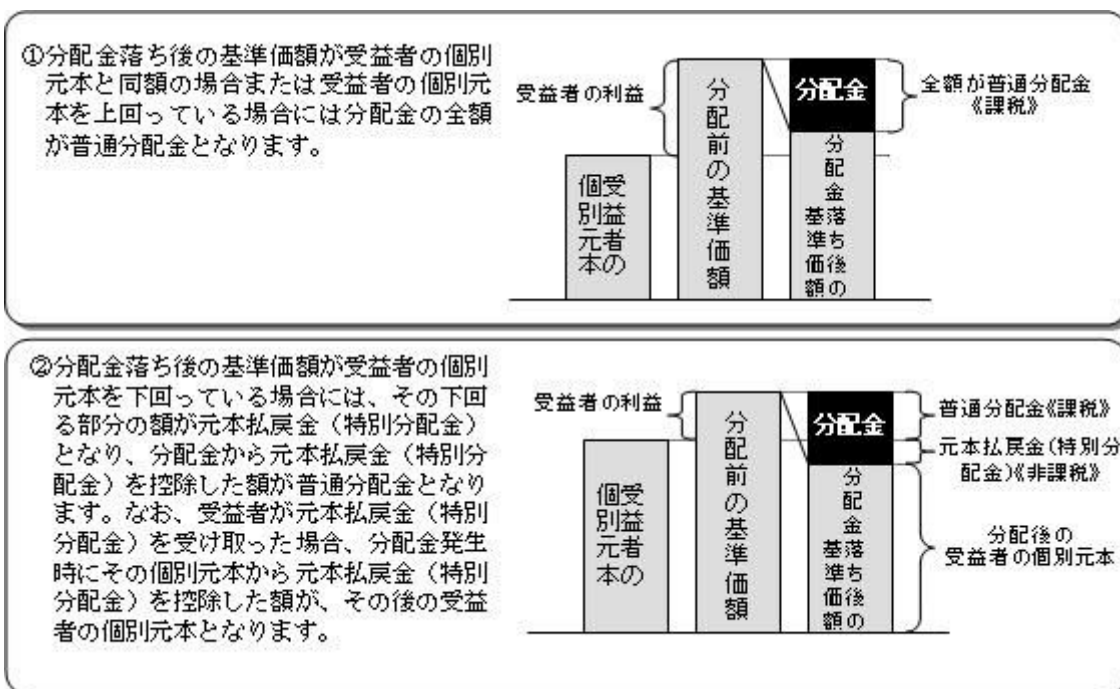 ①分配金落ち後の基準価額が受益者の個別
元本と同額の場合または受益者の個別元
本を上回っている場合には分配金の全額
が普通分配金となります。
受益者の利益
受益者の
個別元本
分配前の基準価額
分配金
分配金
落ち後の
基準価額
全額が普通分配金
《課税》
②分配金落ち後の基準価額が受益者の個別
元本を下回っている場合には、その下回
る部分の額が元本払戻金（特別分配金）
となり、分配金から元本払戻金（特別分
配金）を控除した額が普通分配金となり
ます。なお、受益者が元本払戻金（特別
分配金）を受け取った場合、分配金発生
時にその個別元本から元本払戻金（特別
分配金）を控除した額が、その後の受益
者の個別元本となります。
受益者の利益
受益者の
個別元本
分配前の基準価額
分配金
分配金
落ち後の
基準価額
普通分配金《課税》
元本払戻金(特別分
配金)《非課税》
分配後の
受益者の個別元本